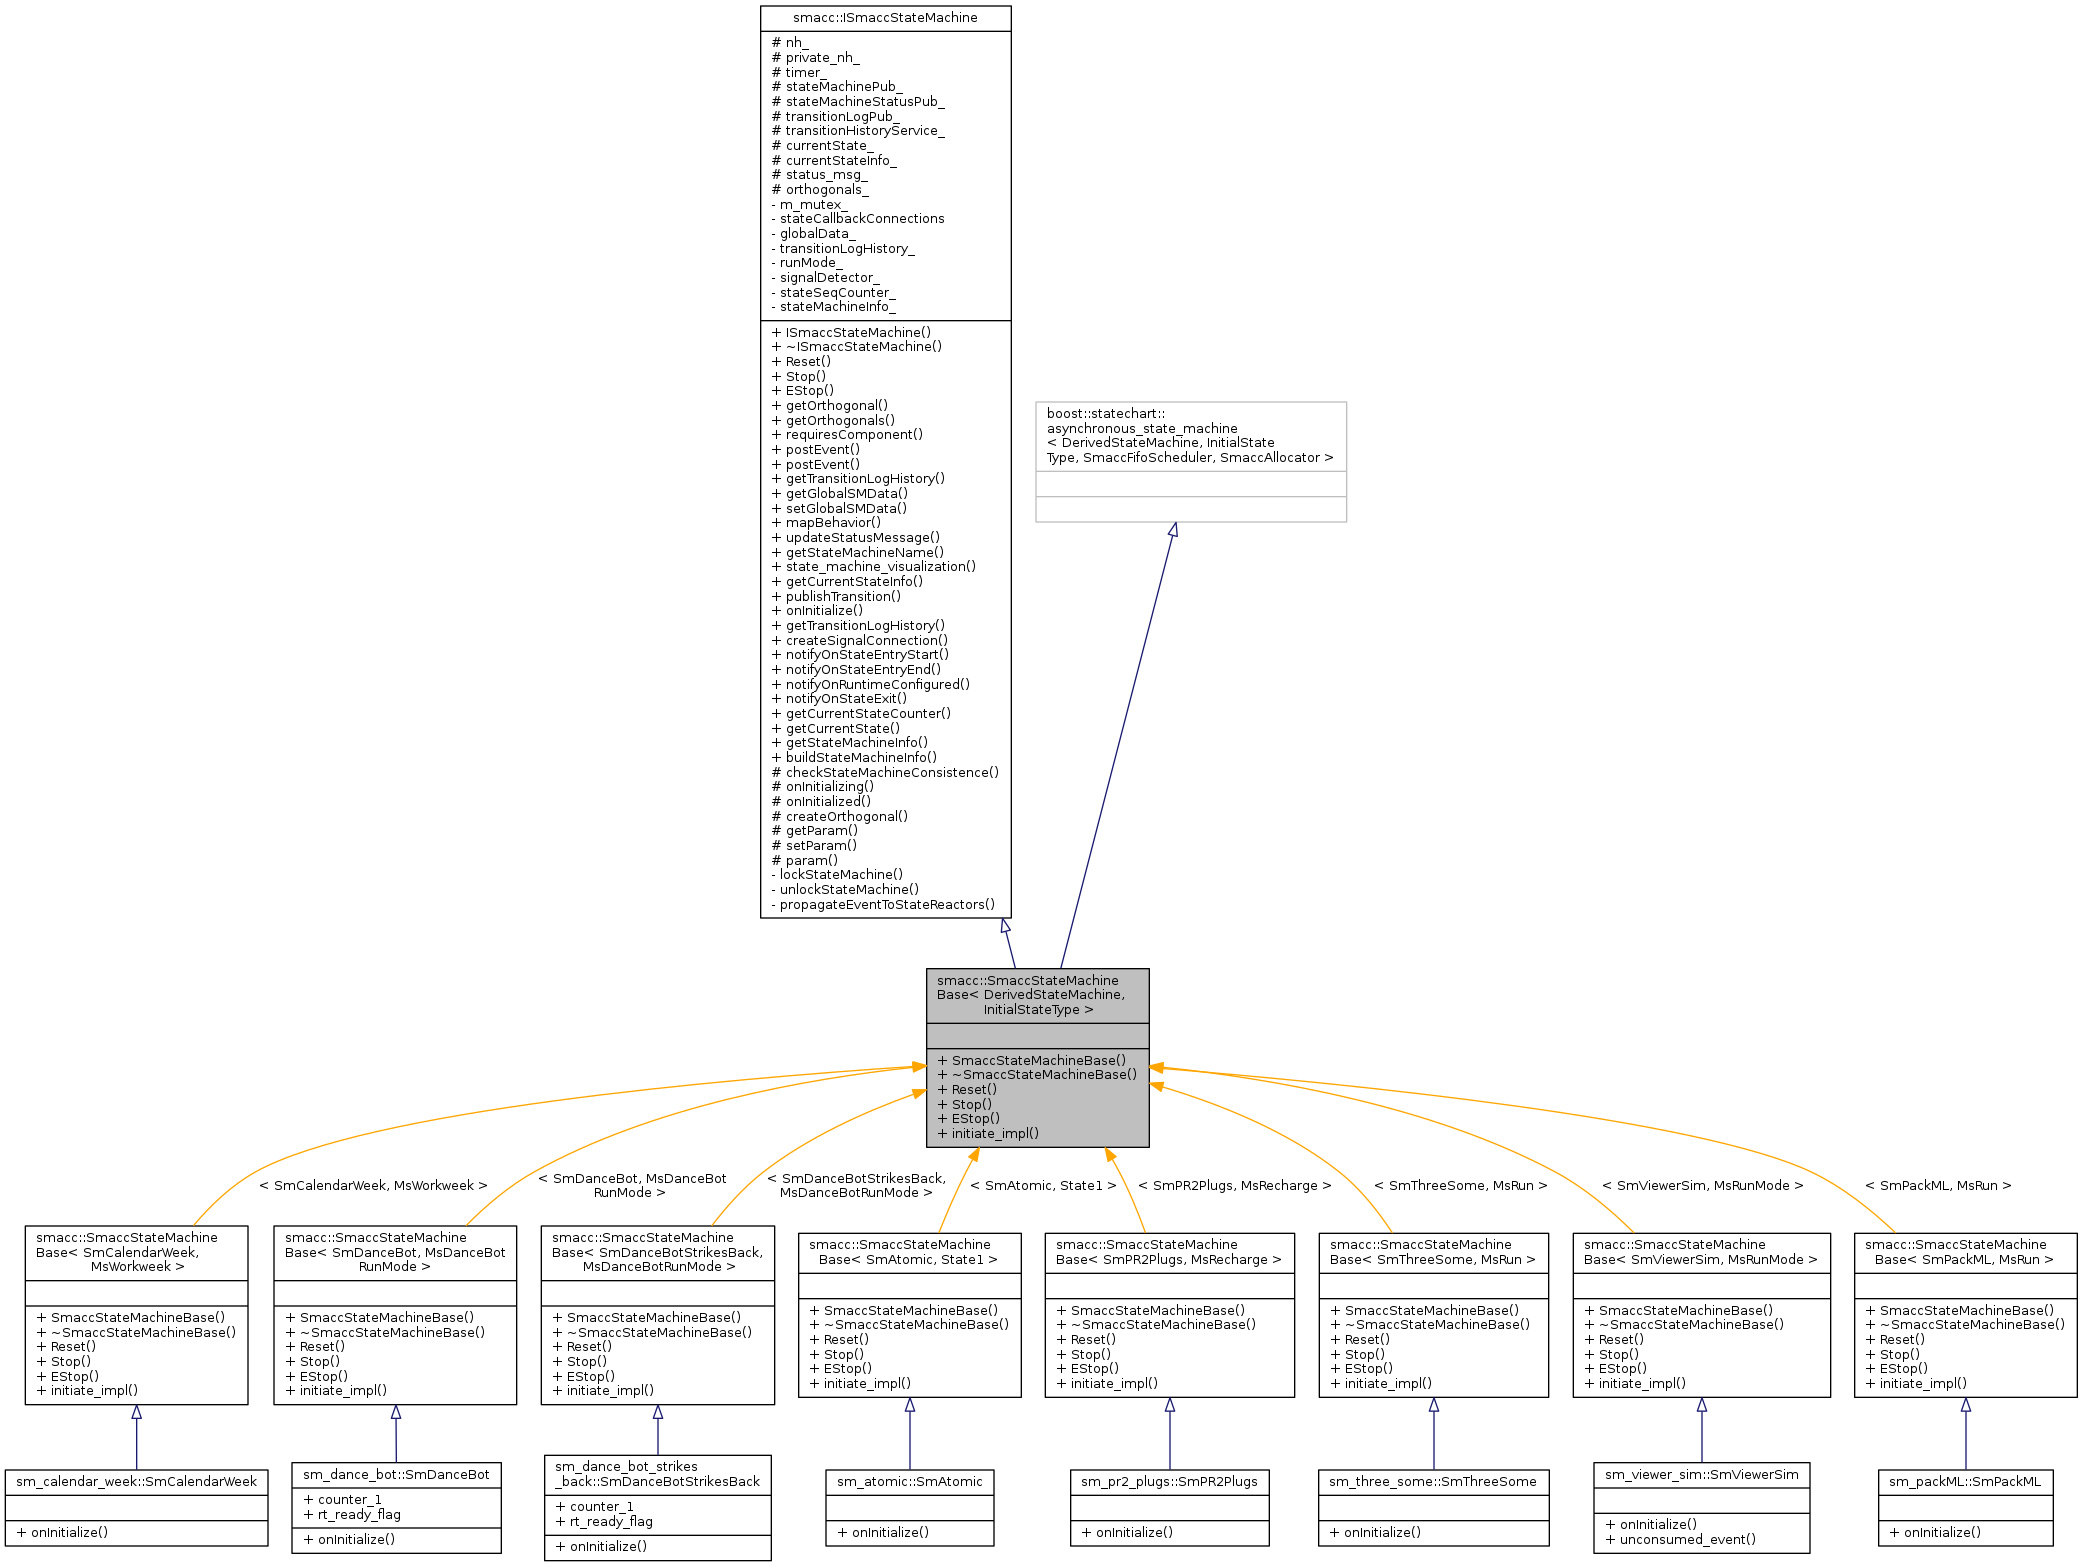 smacc::ISmaccStateMachine
# nh_
# private_nh_
# timer_
# stateMachinePub_
# stateMachineStatusPub_
# transitionLogPub_
# transitionHistoryService_
# currentState_
# currentStateInfo_
# status_msg_
# orthogonals_
- m_mutex_
- stateCallbackConnections
- globalData_
- transitionLogHistory_
- runMode_
- signalDetector_
- stateSeqCounter_
- stateMachineInfo_
+ ISmaccStateMachine()
+ ~ISmaccStateMachine()
+ Reset()
+ Stop()
+ EStop()
+ getOrthogonal()
+ getOrthogonals()
+ requiresComponent()
+ postEvent()
+ postEvent()
+ getTransitionLogHistory()
+ getGlobalSMData()
+ setGlobalSMData()
+ mapBehavior()
+ updateStatusMessage()
+ getStateMachineName()
+ state_machine_visualization()
+ getCurrentStateInfo()
+ publishTransition()
+ onInitialize()
+ getTransitionLogHistory()
+ createSignalConnection()
+ notifyOnStateEntryStart()
+ notifyOnStateEntryEnd()
+ notifyOnRuntimeConfigured()
+ notifyOnStateExit()
+ getCurrentStateCounter()
+ getCurrentState()
+ getStateMachineInfo()
+ buildStateMachineInfo()
# checkStateMachineConsistence()
# onInitializing()
# onInitialized()
# createOrthogonal()
# getParam()
# setParam()
# param()
- lockStateMachine()
- unlockStateMachine()
- propagateEventToStateReactors()
boost::statechart::
asynchronous_state_machine
< DerivedStateMachine, InitialState
Type, SmaccFifoScheduler, SmaccAllocator >
smacc::SmaccStateMachine
Base< DerivedStateMachine,
InitialStateType >
+ SmaccStateMachineBase()
+ ~SmaccStateMachineBase()
+ Reset()
+ Stop()
+ EStop()
+ initiate_impl()
< SmCalendarWeek, MsWorkweek >
< SmDanceBot, MsDanceBot
RunMode >
< SmDanceBotStrikesBack,
MsDanceBotRunMode >
< SmAtomic, State1 >
< SmPR2Plugs, MsRecharge >
< SmThreeSome, MsRun >
< SmViewerSim, MsRunMode >
< SmPackML, MsRun >
smacc::SmaccStateMachine
Base< SmCalendarWeek,
MsWorkweek >
+ SmaccStateMachineBase()
+ ~SmaccStateMachineBase()
+ Reset()
+ Stop()
+ EStop()
+ initiate_impl()
smacc::SmaccStateMachine
Base< SmDanceBot, MsDanceBot
RunMode >
+ SmaccStateMachineBase()
+ ~SmaccStateMachineBase()
+ Reset()
+ Stop()
+ EStop()
+ initiate_impl()
smacc::SmaccStateMachine
Base< SmDanceBotStrikesBack,
MsDanceBotRunMode >
+ SmaccStateMachineBase()
+ ~SmaccStateMachineBase()
+ Reset()
+ Stop()
+ EStop()
+ initiate_impl()
smacc::SmaccStateMachine
Base< SmAtomic, State1 >
+ SmaccStateMachineBase()
+ ~SmaccStateMachineBase()
+ Reset()
+ Stop()
+ EStop()
+ initiate_impl()
smacc::SmaccStateMachine
Base< SmPR2Plugs, MsRecharge >
+ SmaccStateMachineBase()
+ ~SmaccStateMachineBase()
+ Reset()
+ Stop()
+ EStop()
+ initiate_impl()
smacc::SmaccStateMachine
Base< SmThreeSome, MsRun >
+ SmaccStateMachineBase()
+ ~SmaccStateMachineBase()
+ Reset()
+ Stop()
+ EStop()
+ initiate_impl()
smacc::SmaccStateMachine
Base< SmViewerSim, MsRunMode >
+ SmaccStateMachineBase()
+ ~SmaccStateMachineBase()
+ Reset()
+ Stop()
+ EStop()
+ initiate_impl()
smacc::SmaccStateMachine
Base< SmPackML, MsRun >
+ SmaccStateMachineBase()
+ ~SmaccStateMachineBase()
+ Reset()
+ Stop()
+ EStop()
+ initiate_impl()
sm_calendar_week::SmCalendarWeek
+ onInitialize()
sm_dance_bot::SmDanceBot
+ counter_1
+ rt_ready_flag
+ onInitialize()
sm_dance_bot_strikes
_back::SmDanceBotStrikesBack
+ counter_1
+ rt_ready_flag
+ onInitialize()
sm_atomic::SmAtomic
+ onInitialize()
sm_pr2_plugs::SmPR2Plugs
+ onInitialize()
sm_three_some::SmThreeSome
+ onInitialize()
sm_viewer_sim::SmViewerSim
+ onInitialize()
+ unconsumed_event()
sm_packML::SmPackML
+ onInitialize()